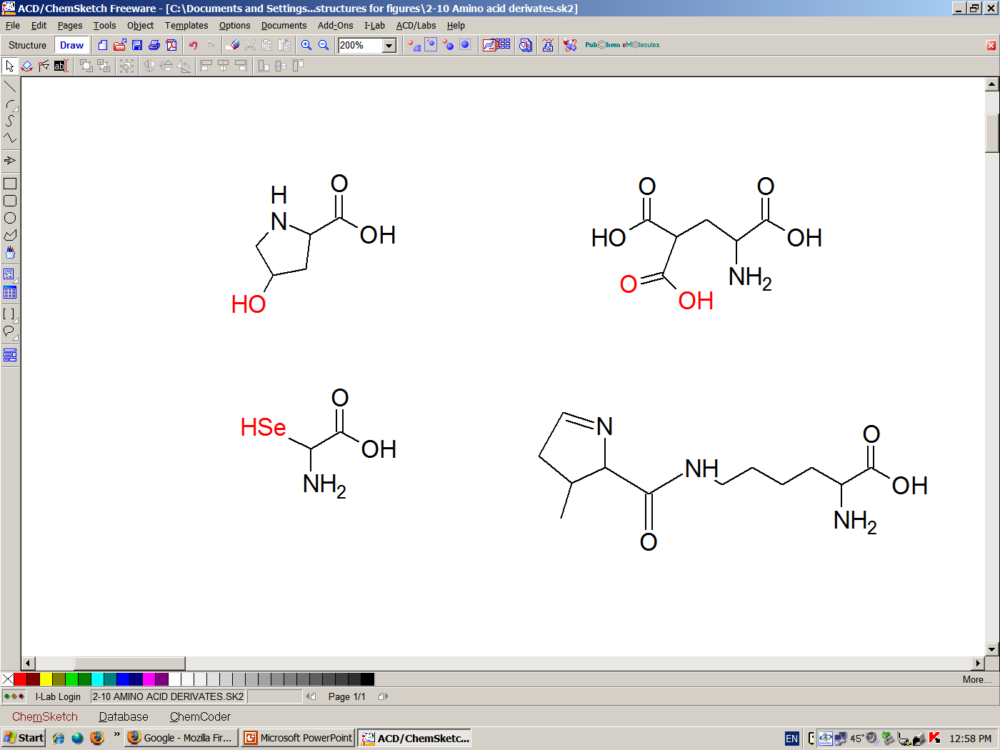 ACD/ChemSketch Freeware - [C:\Documents and Settings...structures for figures\2-10 Amino acid derivates.sk2]
File Edit Pages Tools Object Templates Options Documents Add-Ons I-Lab ACD/Labs Help
Structure Draw 200% PubChem eMolecules
ab
H
N
O
OH
HO
O
HO
O
OH
O
OH
NH2
HSe
O
OH
NH2
N
NH
O
O
OH
NH2
More...
I-Lab Login 2-10 AMINO ACID DERIVATES.SK2 Page 1/1
ChemSketch Database ChemCoder
Start » Google - Mozilla Fir... Microsoft PowerPoint ACD/ChemSketc... EN 45° 12:58 PM